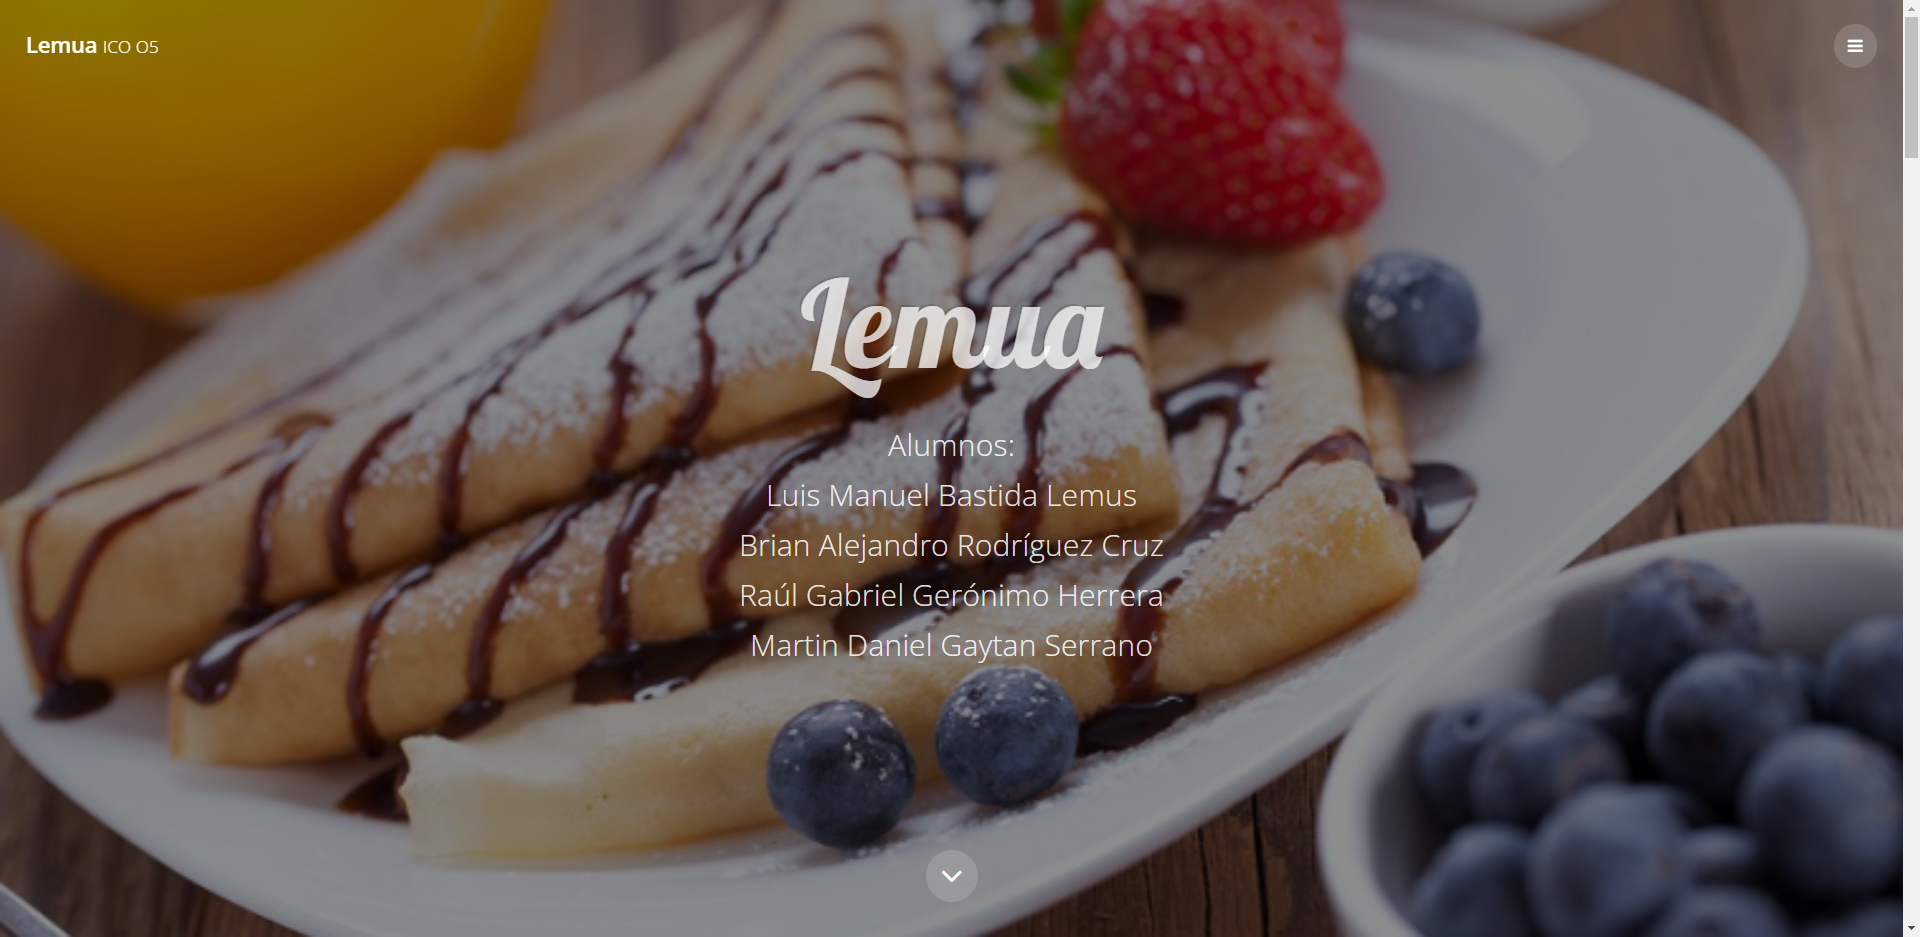 Lemua ICO O5
Lemua
Alumnos:
Luis Manuel Bastida Lemus
Brian Alejandro Rodríguez Cruz
Raúl Gabriel Gerónimo Herrera
Martin Daniel Gaytan Serrano